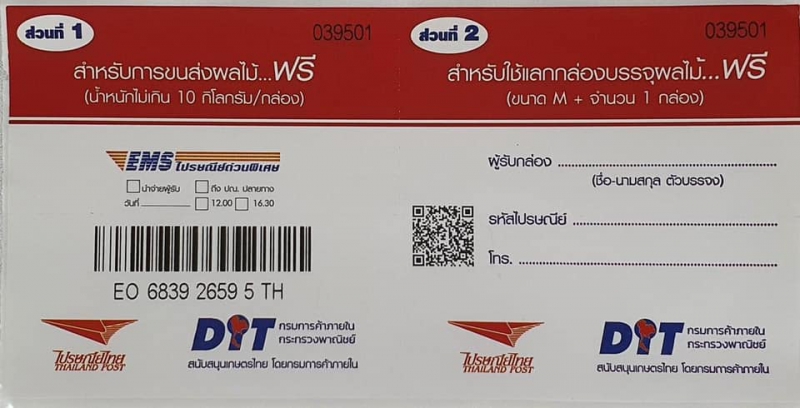 ส่วนที่ 1
039501
สำหรับการขนส่งผลไม้...ฟรี
(น้ำหนักไม่เกิน 10 กิโลกรัม/กล่อง)
EMS ไปรษณีย์ด่วนพิเศษ
นำจ่ายผู้รับ ถึง ปณ. ปลายทาง
วันที่ 12.00 16.30
EO 6839 2659 5 TH
ไปรษณีย์ไทย
THAILAND POST
DIT กรมการค้าภายใน
กระทรวงพาณิชย์
สนับสนุนเกษตรไทย โดยกรมการค้าภายใน
ส่วนที่ 2
039501
สำหรับใช้แลกกล่องบรรจุผลไม้...ฟรี
(ขนาด M + จำนวน 1 กล่อง)
ผู้รับกล่อง
(ชื่อ-นามสกุล ตัวบรรจง)
รหัสไปรษณีย์
โทร.
ไปรษณีย์ไทย
THAILAND POST
DIT กรมการค้าภายใน
กระทรวงพาณิชย์
สนับสนุนเกษตรไทย โดยกรมการค้าภายใน